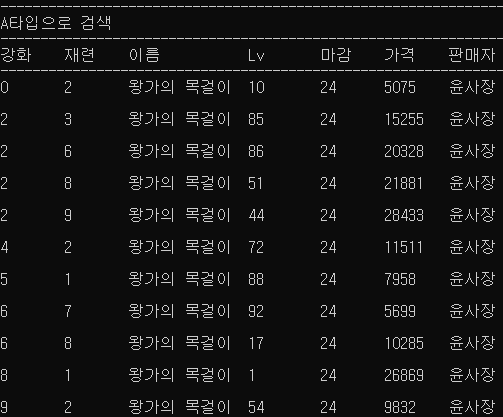 A타입으로 검색
강화 재련 이름 Lv 마감 가격 판매자
0 2 왕가의 목걸이 10 24 5075 윤사장
2 3 왕가의 목걸이 85 24 15255 윤사장
2 6 왕가의 목걸이 86 24 20328 윤사장
2 8 왕가의 목걸이 51 24 21881 윤사장
2 9 왕가의 목걸이 44 24 28433 윤사장
4 2 왕가의 목걸이 72 24 11511 윤사장
5 1 왕가의 목걸이 88 24 7958 윤사장
6 7 왕가의 목걸이 92 24 5699 윤사장
6 8 왕가의 목걸이 17 24 10285 윤사장
8 1 왕가의 목걸이 1 24 26869 윤사장
9 2 왕가의 목걸이 54 24 9832 윤사장